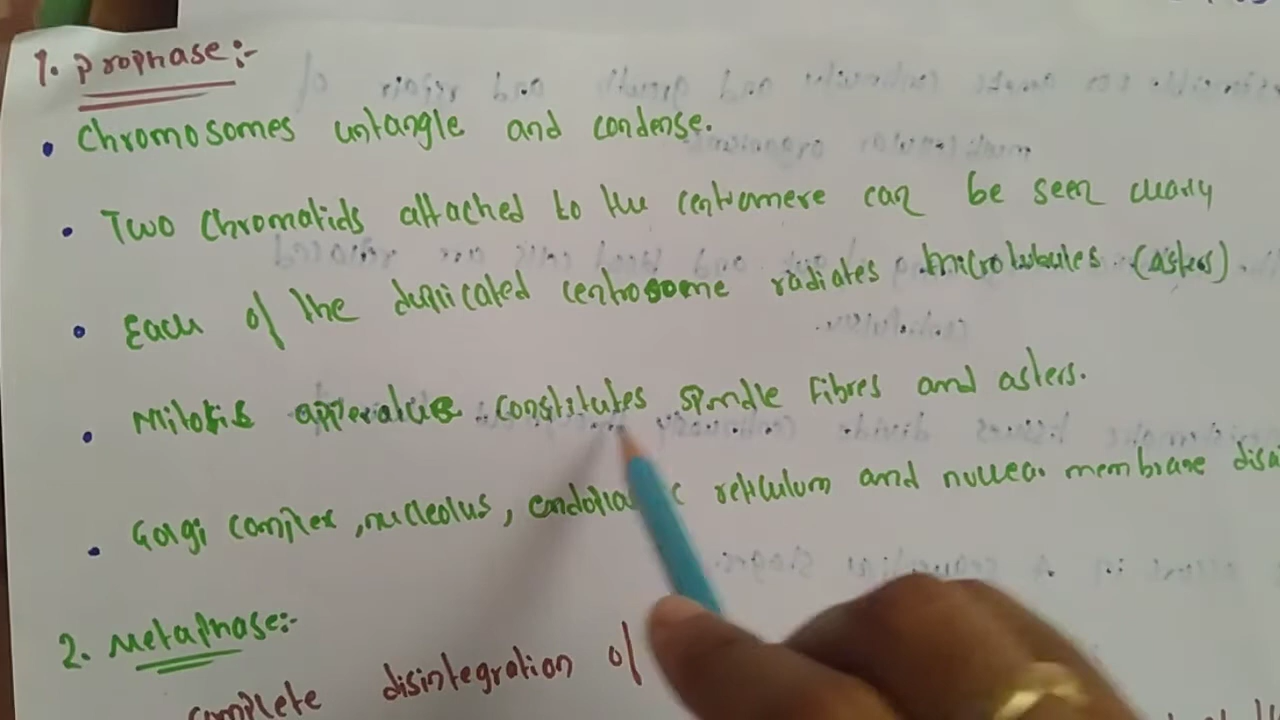 1. Prophase:-
• Chromosomes untangle and condense.
• Two Chromatids attached to the centromere can be seen clearly
• Each of the duplicated centrosome radiates microtubules (asters)
• Mitotic apparatus constitutes spindle fibres and asters.
• Golgi complex, nucleolus, reticulum and nuclear membrane
2. Metaphase:-
complete disintegration of